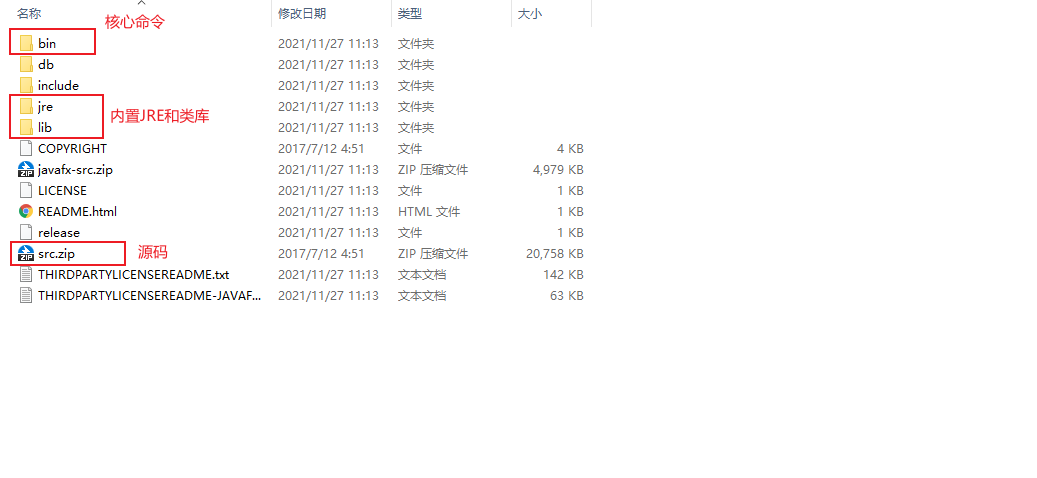 名称 修改日期 类型 大小
核心命令
bin 2021/11/27 11:13 文件夹
db 2021/11/27 11:13 文件夹
include 2021/11/27 11:13 文件夹
jre 2021/11/27 11:13 文件夹
内置JRE和类库
lib 2021/11/27 11:13 文件夹
COPYRIGHT 2017/7/12 4:51 文件 4 KB
javafx-src.zip 2021/11/27 11:13 ZIP 压缩文件 4,979 KB
LICENSE 2021/11/27 11:13 文件 1 KB
README.html 2021/11/27 11:13 HTML 文件 1 KB
release 2021/11/27 11:13 文件 1 KB
src.zip 源码 2017/7/12 4:51 ZIP 压缩文件 20,758 KB
THIRDPARTYLICENSEREADME.txt 2021/11/27 11:13 文本文档 142 KB
THIRDPARTYLICENSEREADME-JAVAF... 2021/11/27 11:13 文本文档 63 KB